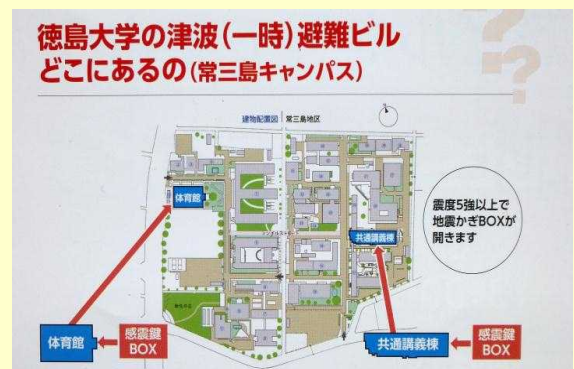 徳島大学の津波(一時)避難ビル
どこにあるの(常三島キャンパス)
??
建物配置図 常三島地区
体育館
共通講義棟
震度5強以上で
地震かぎBOXが
開きます
体育館
感震鍵
BOX
共通講義棟
感震鍵
BOX